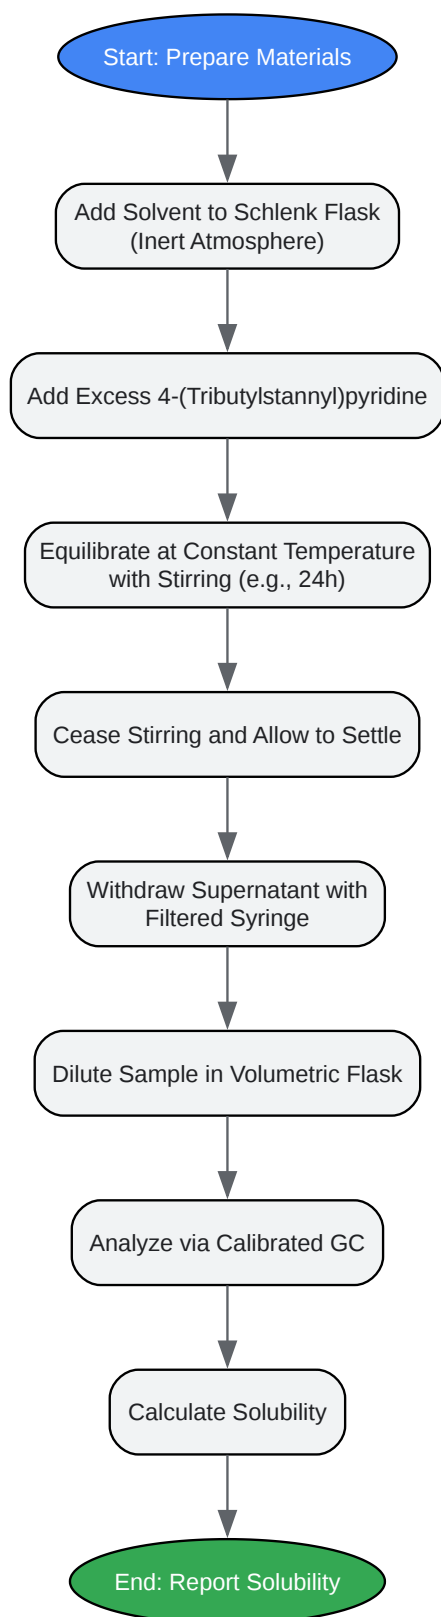 Start: Prepare Materials
Add Solvent to Schlenk Flask
(Inert Atmosphere)
Add Excess 4-(Tributylstannyl)pyridine
Equilibrate at Constant Temperature
with Stirring (e.g., 24h)
Cease Stirring and Allow to Settle
Withdraw Supernatant with
Filtered Syringe
Dilute Sample in Volumetric Flask
Analyze via Calibrated GC
Calculate Solubility
End: Report Solubility